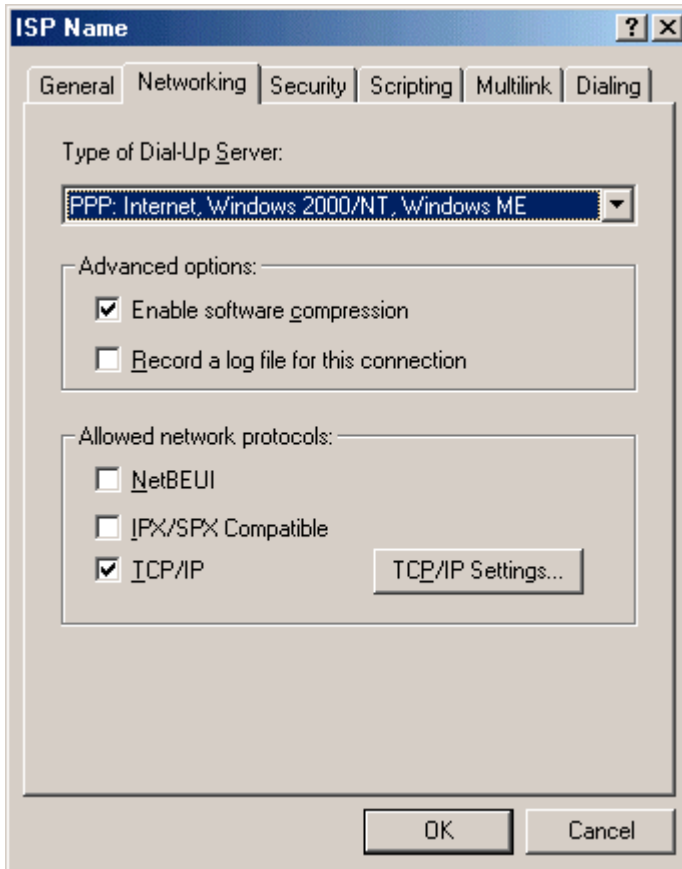 ISP Name
General Networking Security Scripting Multilink Dialing
Type of Dial-Up Server:
PPP: Internet, Windows 2000/NT, Windows ME
Advanced options:
Enable software compression
Record a log file for this connection
Allowed network protocols:
NetBEUI
IPX/SPX Compatible
TCP/IP TCP/IP Settings...
OK Cancel